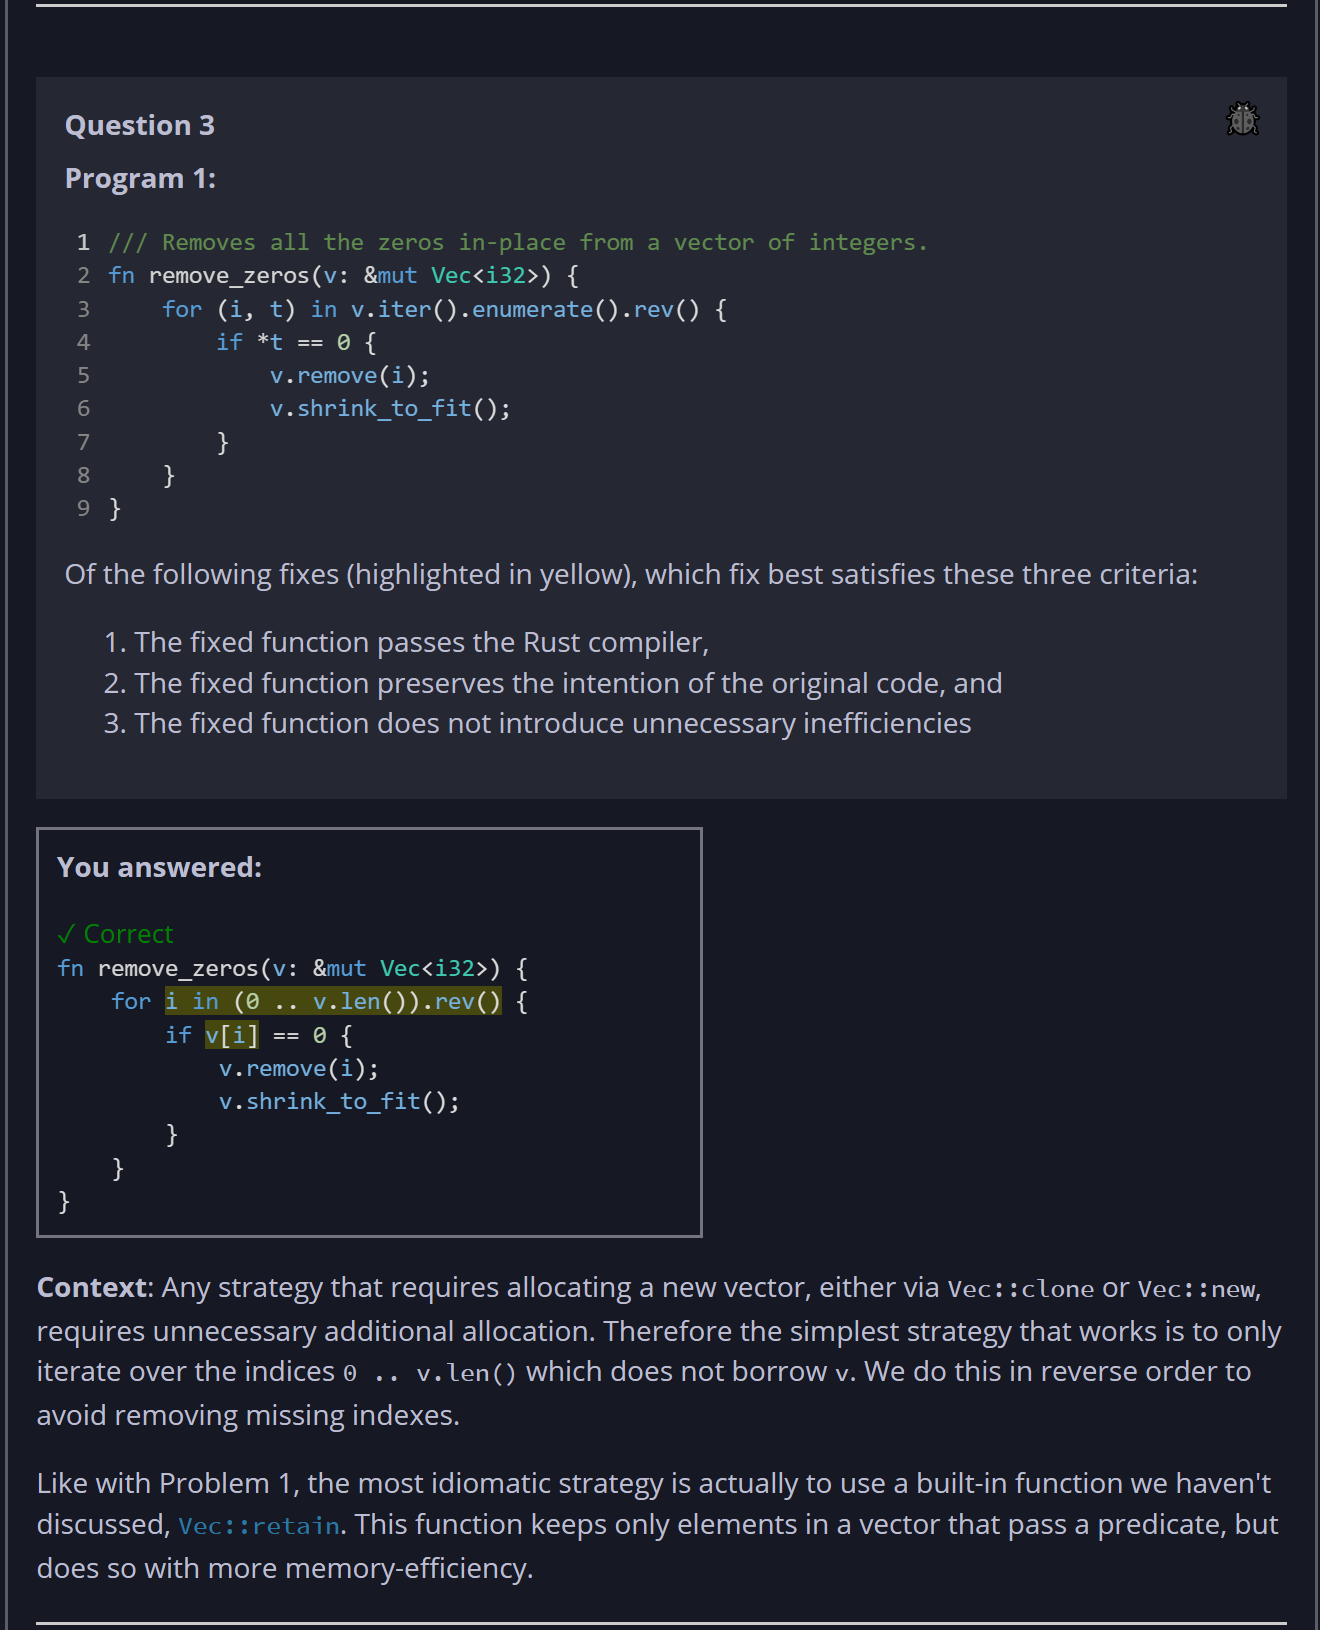 Question 3
Program 1:
1 /// Removes all the zeros in-place from a vector of integers.
2 fn remove_zeros(v: &mut Vec<i32>) {
3     for (i, t) in v.iter().enumerate().rev() {
4         if *t == 0 {
5             v.remove(i);
6             v.shrink_to_fit();
7         }
8     }
9 }
Of the following fixes (highlighted in yellow), which fix best satisfies these three criteria:
1. The fixed function passes the Rust compiler,
2. The fixed function preserves the intention of the original code, and
3. The fixed function does not introduce unnecessary inefficiencies
You answered:
✓ Correct
fn remove_zeros(v: &mut Vec<i32>) {
    for i in (0 .. v.len()).rev() {
        if v[i] == 0 {
            v.remove(i);
            v.shrink_to_fit();
        }
    }
}
Context: Any strategy that requires allocating a new vector, either via Vec::clone or Vec::new,
requires unnecessary additional allocation. Therefore the simplest strategy that works is to only
iterate over the indices 0 .. v.len() which does not borrow v. We do this in reverse order to
avoid removing missing indexes.
Like with Problem 1, the most idiomatic strategy is actually to use a built-in function we haven't
discussed, Vec::retain. This function keeps only elements in a vector that pass a predicate, but
does so with more memory-efficiency.